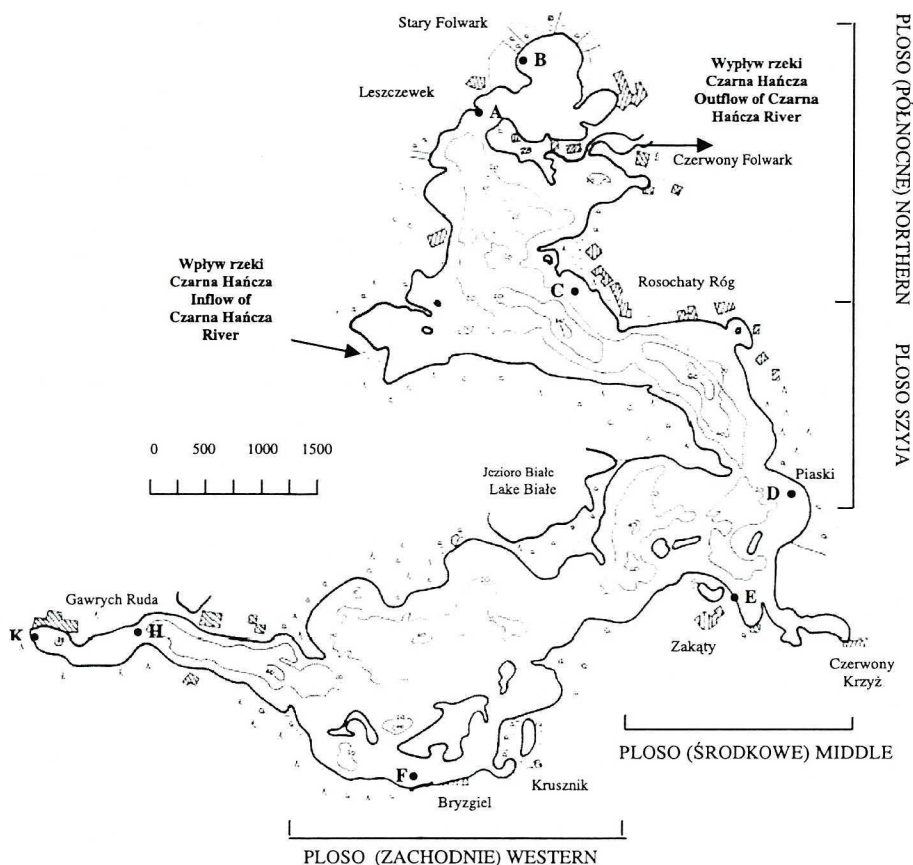 Stary Folwark
B
Wypływ rzeki
Czarna Hańcza
Outflow of Czarna
Hańcza River
Leszczewek
A
Czerwony Folwark
PLOSO (PÓŁNOCNE) NORTHERN
Wpływ rzeki
Czarna Hańcza
Inflow of
Czarna Hańcza
River
C
Rosochaty Róg
PLOSO SZYJA
0 500 1000 1500
Jezioro Białe
Lake Białe
Piaski
D
Gawrych Ruda
K
H
E
Zakąty
Czerwony
Krzyż
PLOSO (ŚRODKOWE) MIDDLE
F
Krusznik
Bryzgiel
PLOSO (ZACHODNIE) WESTERN